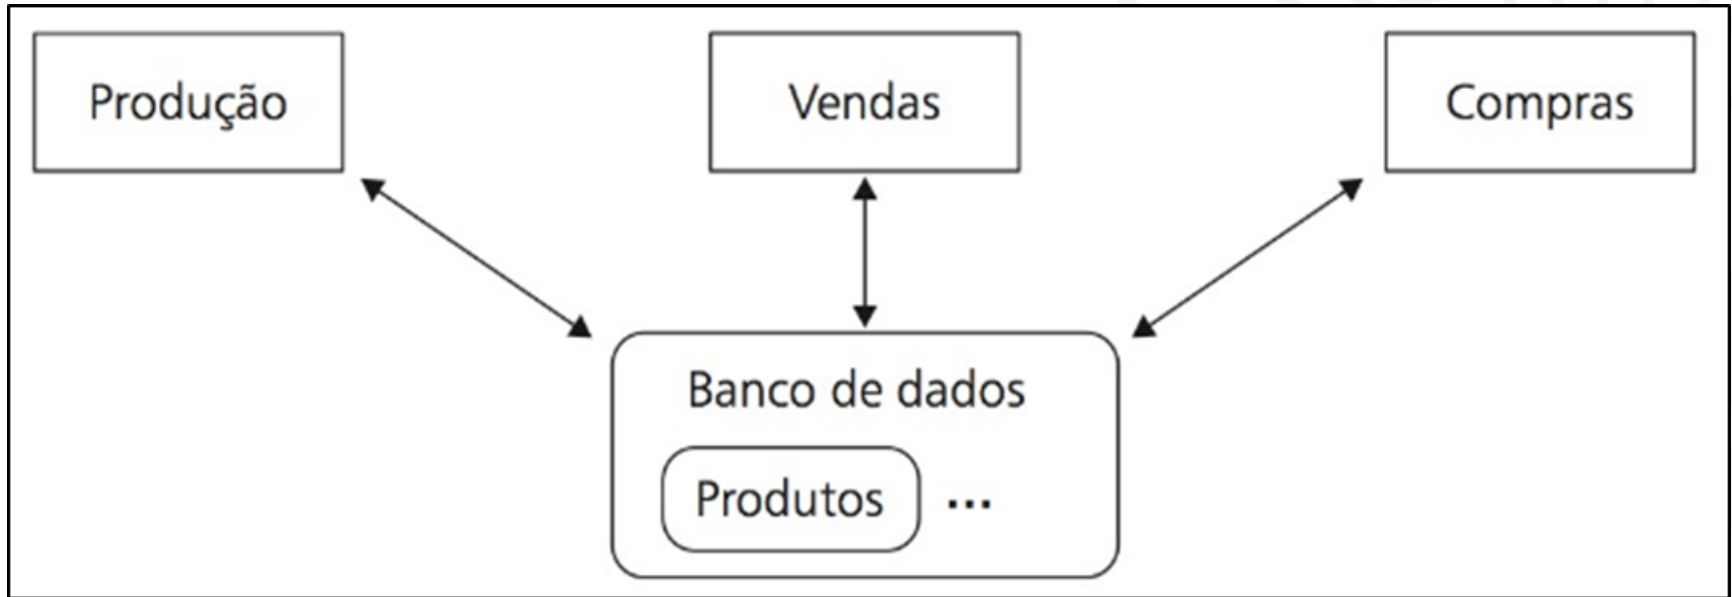 Produção
Vendas
Compras
Banco de dados
Produtos ...